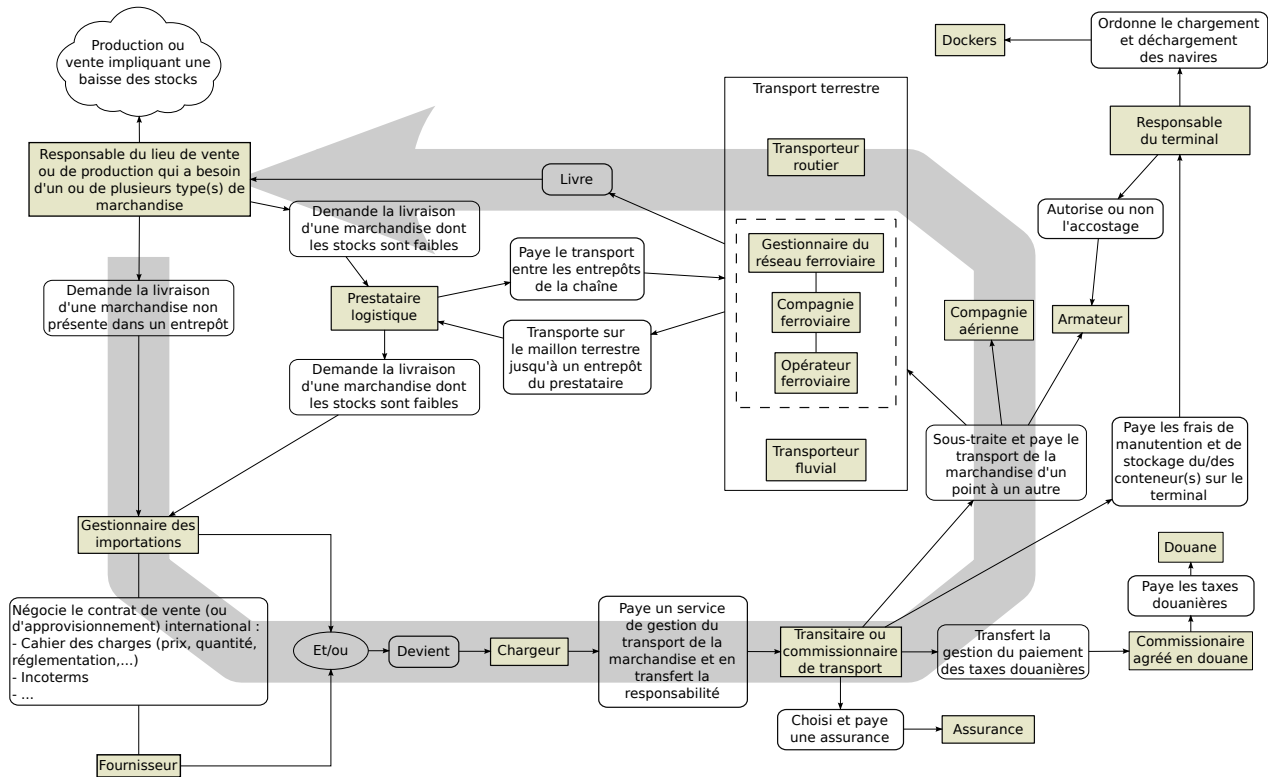 Production ou
vente impliquant une
baisse des stocks
Responsable du lieu de vente
ou de production qui a besoin
d'un ou de plusieurs type(s) de
marchandise
Demande la livraison
d'une marchandise non
présente dans un entrepôt
Demande la livraison
d'une marchandise dont
les stocks sont faibles
Prestataire
logistique
Demande la livraison
d'une marchandise dont
les stocks sont faibles
Paye le transport
entre les entrepôts
de la chaîne
Transporte sur
le maillon terrestre
jusqu'à un entrepôt
du prestataire
Livre
Transport terrestre
Transporteur
routier
Gestionnaire du
réseau ferroviaire
Compagnie
ferroviaire
Opérateur
ferroviaire
Transporteur
fluvial
Dockers
Ordonne le chargement
et déchargement
des navires
Responsable
du terminal
Autorise ou non
l'accostage
Compagnie
aérienne
Armateur
Sous-traite et paye le
transport de la
marchandise d'un
point à un autre
Paye les frais de
manutention et de
stockage du/des
conteneur(s) sur le
terminal
Gestionnaire des
importations
Négocie le contrat de vente (ou
d'approvisionnement) international :
- Cahier des charges (prix, quantité,
réglementation,...)
- Incoterms
- ...
Fournisseur
Et/ou
Devient
Chargeur
Paye un service
de gestion du
transport de la
marchandise et en
transfert la
responsabilité
Transitaire ou
commissionnaire
de transport
Transfert la
gestion du paiement
des taxes douanières
Commissionaire
agréé en douane
Paye les taxes
douanières
Douane
Choisi et paye
une assurance
Assurance